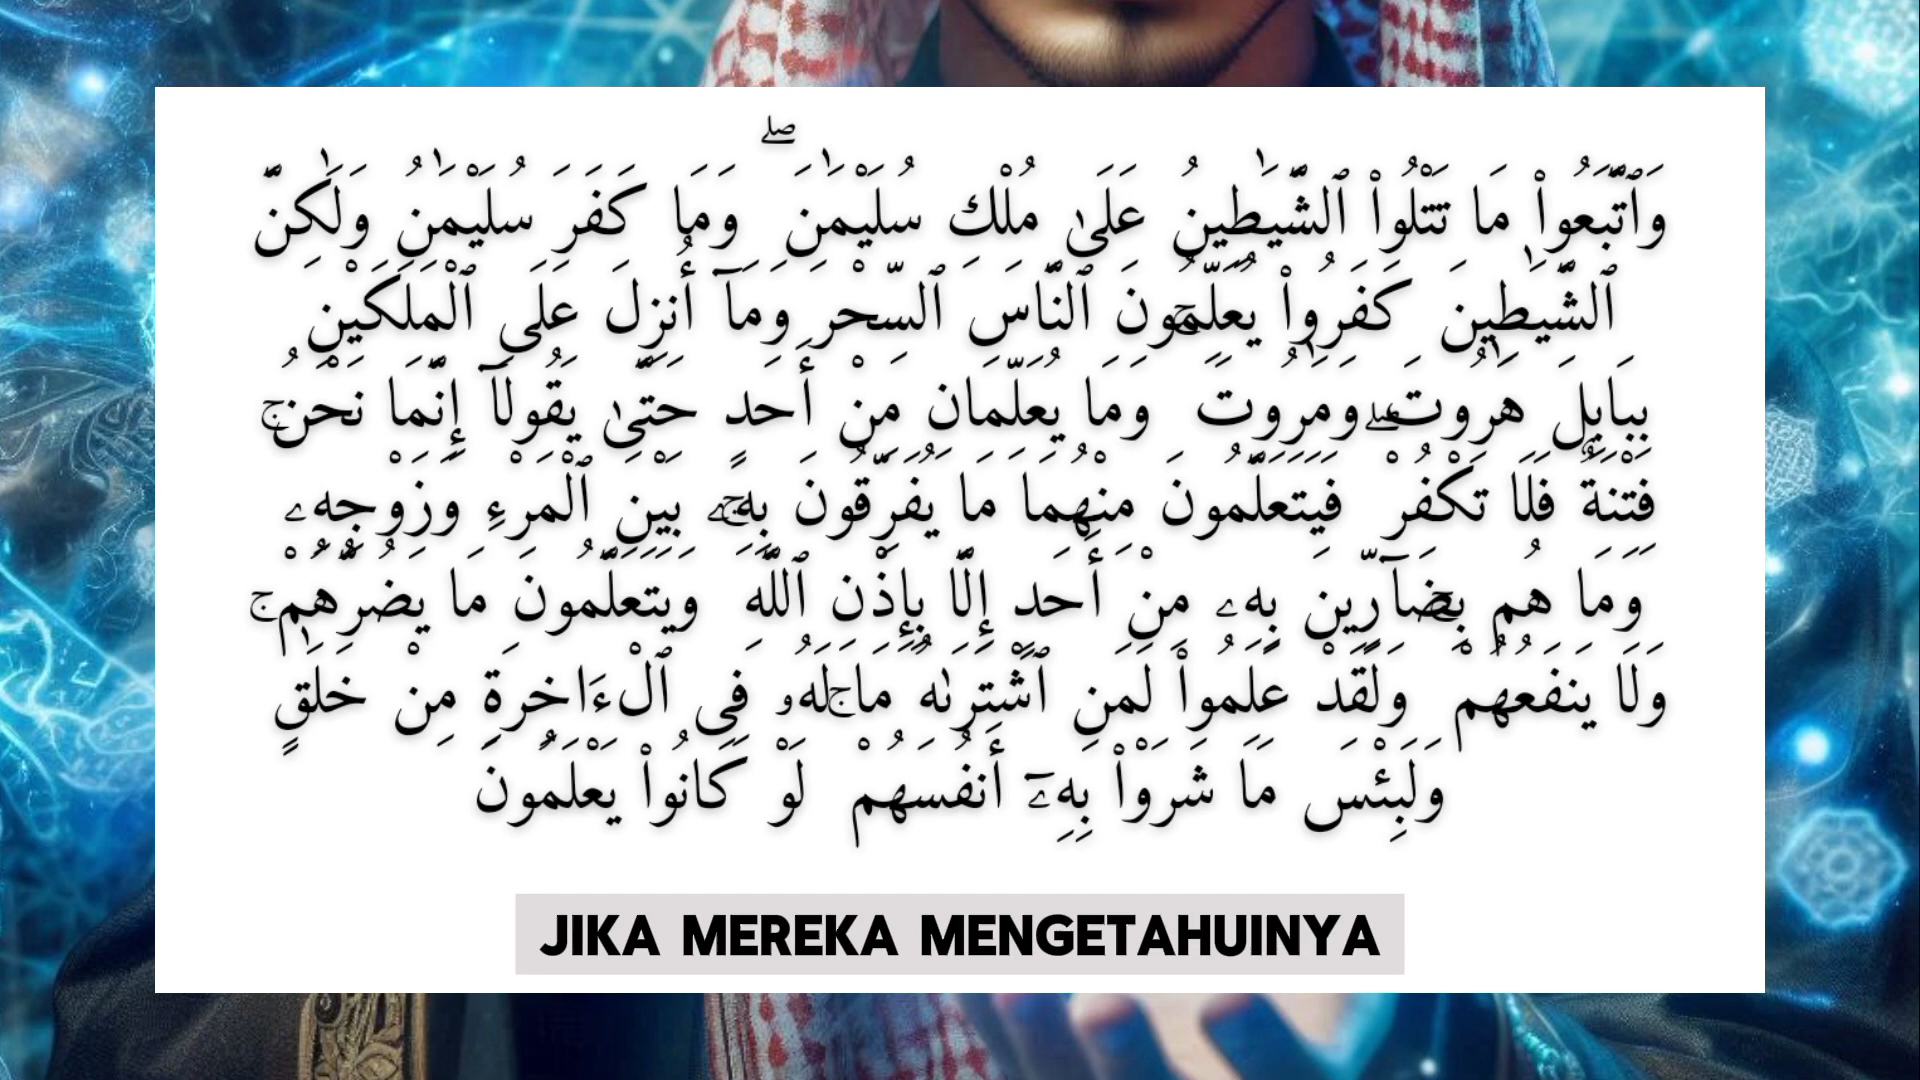 وَٱتَّبَعُوا۟ مَا تَتْلُوا۟ ٱلشَّيَـٰطِينُ عَلَىٰ مُلْكِ سُلَيْمَـٰنَ ۖ وَمَا كَفَرَ سُلَيْمَـٰنُ وَلَـٰكِنَّ
ٱلشَّيَـٰطِينَ كَفَرُوا۟ يُعَلِّمُونَ ٱلنَّاسَ ٱلسِّحْرَ وَمَآ أُنزِلَ عَلَى ٱلْمَلَكَيْنِ
بِبَابِلَ هَـٰرُوتَ وَمَـٰرُوتَ ۚ وَمَا يُعَلِّمَانِ مِنْ أَحَدٍ حَتَّىٰ يَقُولَآ إِنَّمَا نَحْنُ
فِتْنَةٌ فَلَا تَكْفُرْ ۖ فَيَتَعَلَّمُونَ مِنْهُمَا مَا يُفَرِّقُونَ بِهِۦ بَيْنَ ٱلْمَرْءِ وَزَوْجِهِۦ ۚ
وَمَا هُم بِضَآرِّينَ بِهِۦ مِنْ أَحَدٍ إِلَّا بِإِذْنِ ٱللَّهِ ۚ وَيَتَعَلَّمُونَ مَا يَضُرُّهُمْ
وَلَا يَنفَعُهُمْ ۚ وَلَقَدْ عَلِمُوا۟ لَمَنِ ٱشْتَرَىٰهُ مَا لَهُۥ فِى ٱلْـَٔاخِرَةِ مِنْ خَلَـٰقٍ ۚ
وَلَبِئْسَ مَا شَرَوْا۟ بِهِۦٓ أَنفُسَهُمْ ۚ لَوْ كَانُوا۟ يَعْلَمُونَ
JIKA MEREKA MENGETAHUINYA